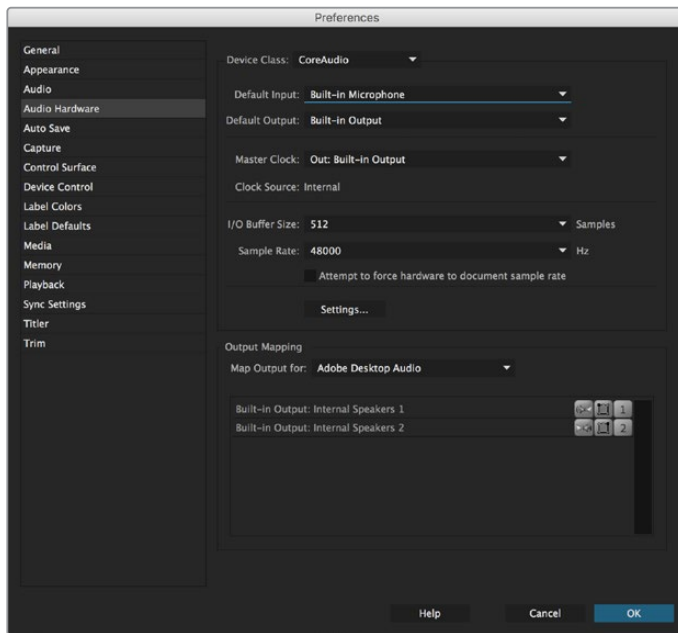 Preferences
General
Appearance
Audio
Audio Hardware
Auto Save
Capture
Control Surface
Device Control
Label Colors
Label Defaults
Media
Memory
Playback
Sync Settings
Titler
Trim
Device Class: CoreAudio
Default Input: Built-in Microphone
Default Output: Built-in Output
Master Clock: Out: Built-in Output
Clock Source: Internal
I/O Buffer Size: 512 Samples
Sample Rate: 48000 Hz
Attempt to force hardware to document sample rate
Settings...
Output Mapping
Map Output for: Adobe Desktop Audio
Built-in Output: Internal Speakers 1 1
Built-in Output: Internal Speakers 2 2
Help Cancel OK